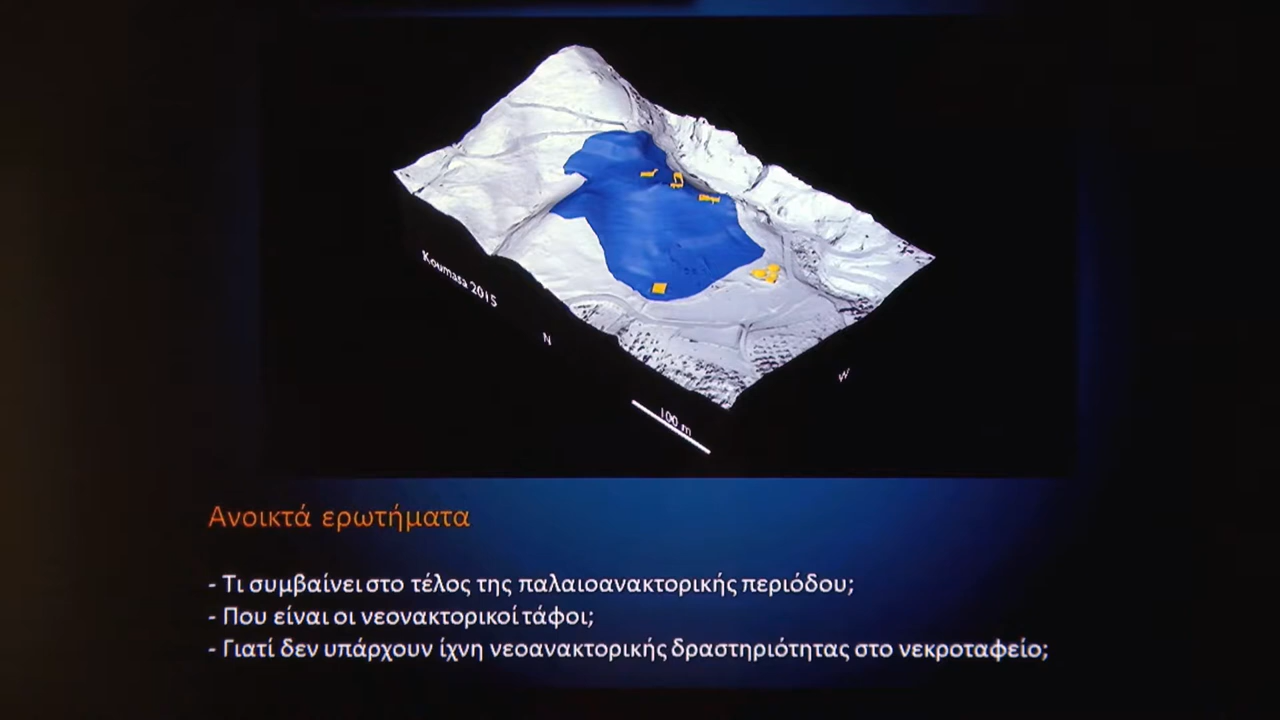 Koumasa 2015
N
W
100 m
Ανοικτά ερωτήματα
- Τι συμβαίνει στο τέλος της παλαιοανακτορικής περιόδου;
- Που είναι οι νεονακτορικοί τάφοι;
- Γιατί δεν υπάρχουν ίχνη νεοανακτορικής δραστηριότητας στο νεκροταφείο;